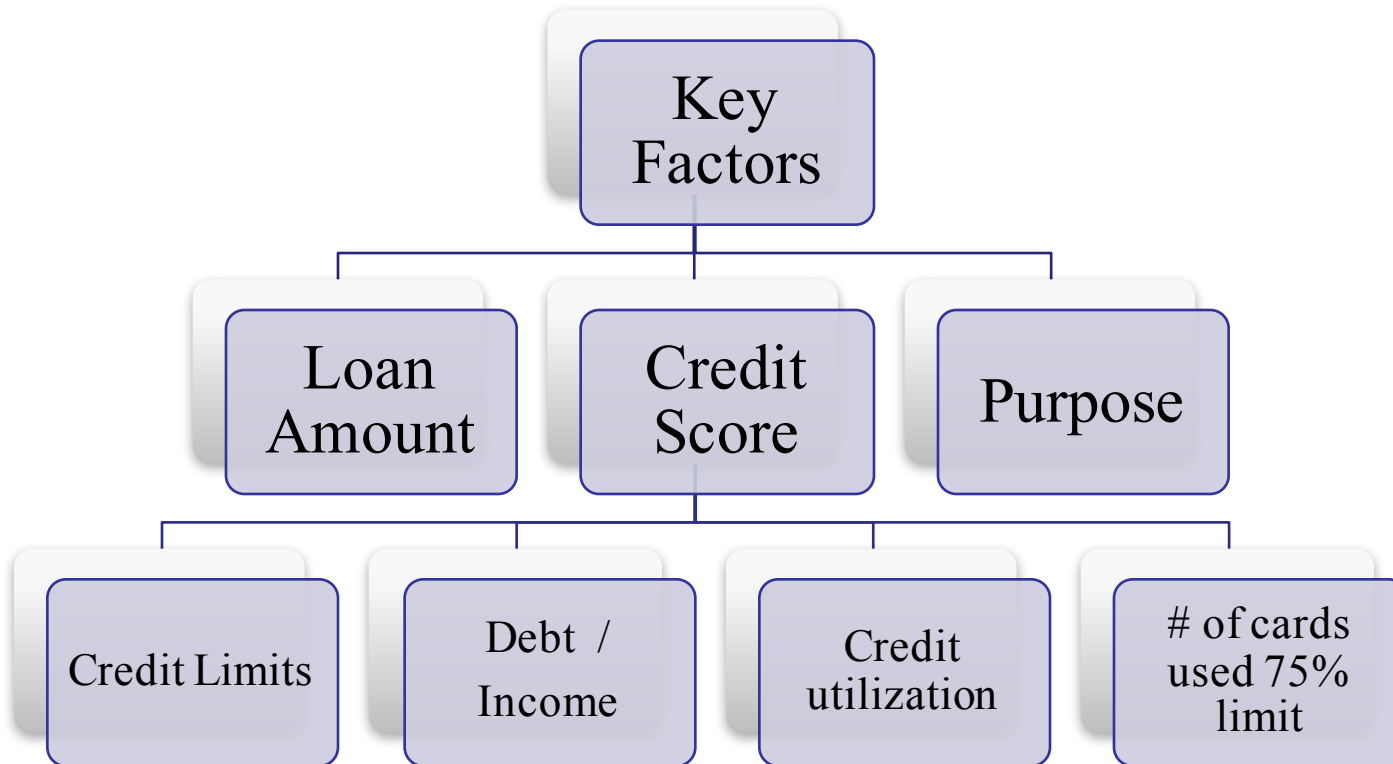 Key
Factors
Loan
Amount
Credit
Score
Purpose
Credit Limits
Debt /
Income
Credit
utilization
# of cards
used 75%
limit